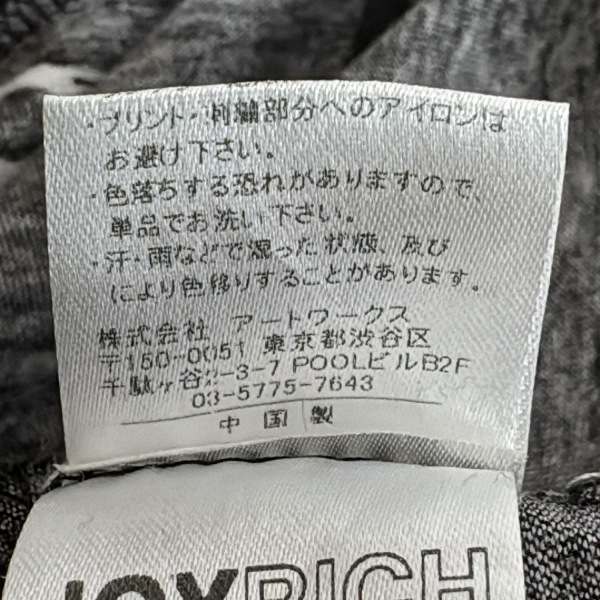 ・プリント・刺繍部分へのアイロンは
お避け下さい。
・色落ちする恐れがありますので、
単品でお洗い下さい。
・汗・雨などで湿った状態、及び
により色移りすることがあります。
株式会社 アートワークス
〒150-0051 東京都渋谷区
千駄ヶ谷2-3-7 POOLビルB2F
03-5775-7643
中国製
JOYRICH